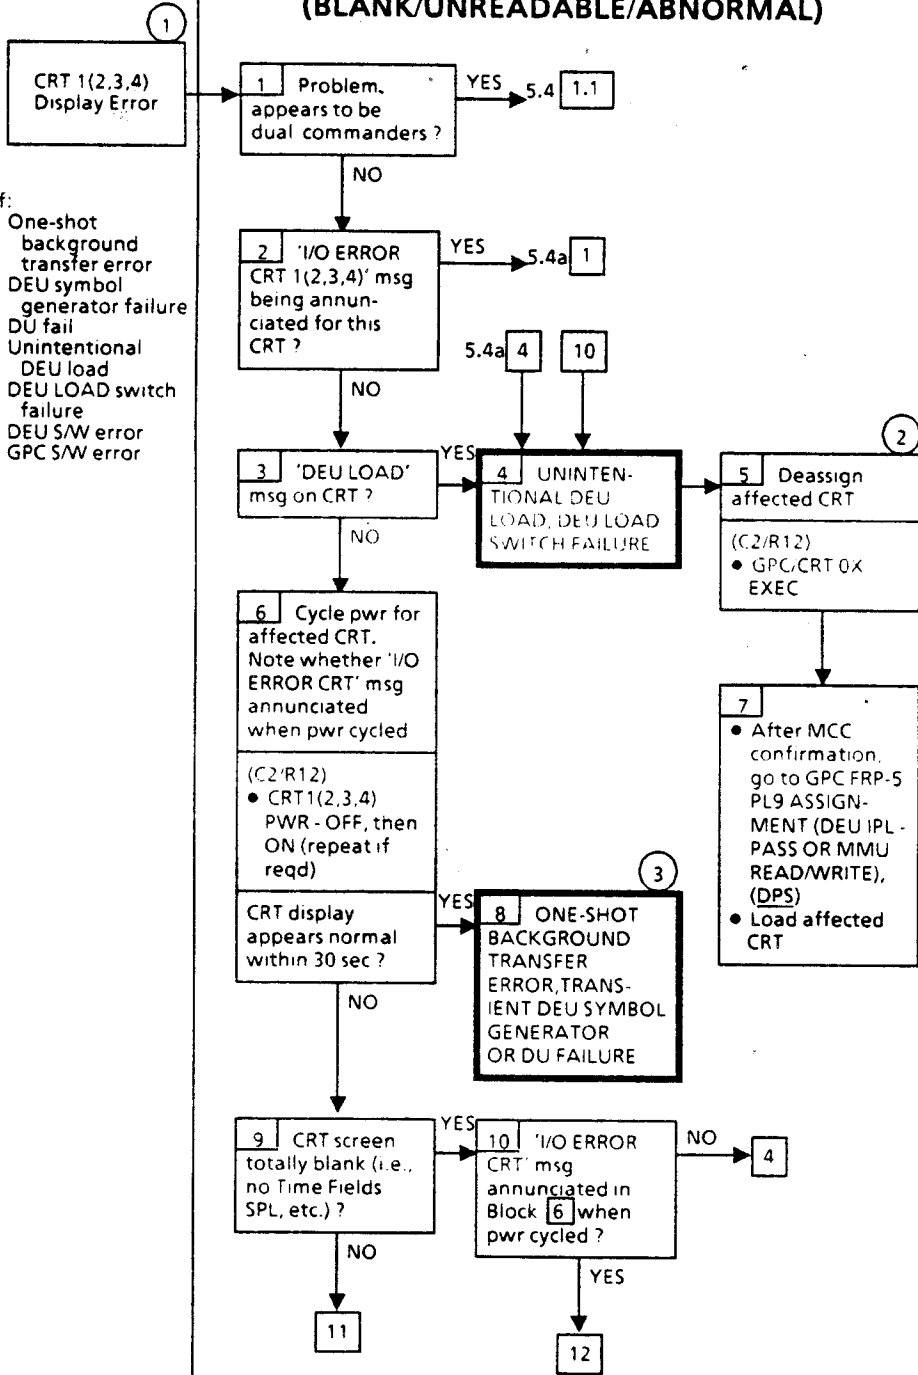 (BLANK/UNREADABLE/ABNORMAL)
1
CRT 1(2,3,4)
Display Error
f:
One-shot
background
transfer error
DEU symbol
generator failure
DU fail
Unintentional
DEU load
DEU LOAD switch
failure
DEU S/W error
GPC S/W error
1 Problem
appears to be
dual commanders ?
YES
5.4 1.1
NO
2 'I/O ERROR
CRT 1(2,3,4)' msg
being annun-
ciated for this
CRT ?
YES
5.4a 1
NO
5.4a 4
10
3 'DEU LOAD'
msg on CRT ?
YES
NO
4 UNINTEN-
TIONAL DEU
LOAD, DEU LOAD
SWITCH FAILURE
2
5 Deassign
affected CRT
(C2/R12)
• GPC/CRT 0X
EXEC
6 Cycle pwr for
affected CRT.
Note whether 'I/O
ERROR CRT' msg
annunciated
when pwr cycled
(C2/R12)
• CRT1(2,3,4)
PWR - OFF, then
ON (repeat if
reqd)
CRT display
appears normal
within 30 sec ?
YES
NO
7
• After MCC
confirmation,
go to GPC FRP-5
PL9 ASSIGN-
MENT (DEU IPL -
PASS OR MMU
READ/WRITE),
(DPS)
• Load affected
CRT
3
8 ONE-SHOT
BACKGROUND
TRANSFER
ERROR,TRANS-
IENT DEU SYMBOL
GENERATOR
OR DU FAILURE
9 CRT screen
totally blank (i.e.,
no Time Fields
SPL, etc.) ?
YES
NO
11
10 'I/O ERROR
CRT' msg
annunciated in
Block 6 when
pwr cycled ?
NO
4
YES
12